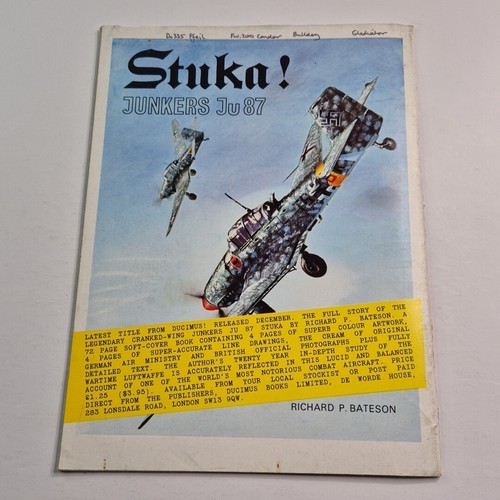 Do335 Pfeil Fw.200 Condor Bulldog Gladiator
Stuka!
JUNKERS Ju 87
LATEST TITLE FROM DUCIMUS! RELEASED DECEMBER. THE FULL STORY OF THE
LEGENDARY CRANKED-WING JUNKERS JU 87 STUKA BY RICHARD P. BATESON. A
72 PAGE SOFT-COVER BOOK CONTAINING 4 PAGES OF SUPERB COLOUR ARTWORK,
4 PAGES OF SUPER-ACCURATE LINE DRAWINGS, THE CREAM OF ORIGINAL
GERMAN AIR MINISTRY AND BRITISH OFFICIAL PHOTOGRAPHS PLUS FULLY
DETAILED TEXT. THE AUTHOR'S TWENTY YEAR IN-DEPTH STUDY OF THE
WARTIME LUFTWAFFE IS ACCURATELY REFLECTED IN THIS LUCID AND BALANCED
ACCOUNT OF ONE OF THE WORLD'S MOST NOTORIOUS COMBAT AIRCRAFT. PRICE
£1.25 ($3.95). AVAILABLE FROM YOUR LOCAL STOCKIST OR POST PAID
DIRECT FROM THE PUBLISHERS, DUCIMUS BOOKS LIMITED, DE WORDE HOUSE,
283 LONSDALE ROAD, LONDON SW13 9QW.
RICHARD P. BATESON